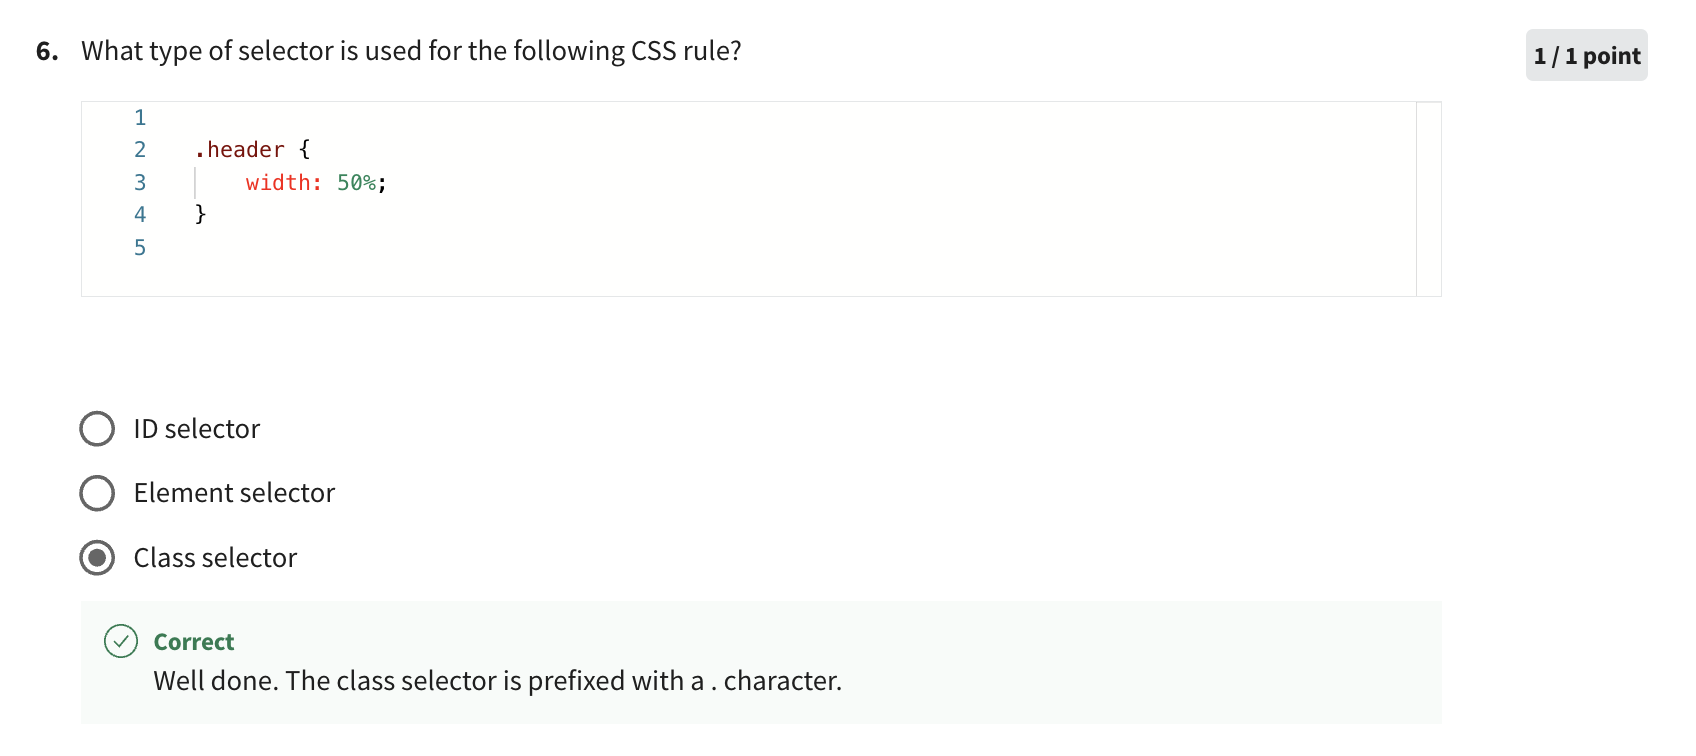 6. What type of selector is used for the following CSS rule?
1 / 1 point
1
2 .header {
3 width: 50%;
4 }
5
ID selector
Element selector
Class selector
Correct
Well done. The class selector is prefixed with a . character.